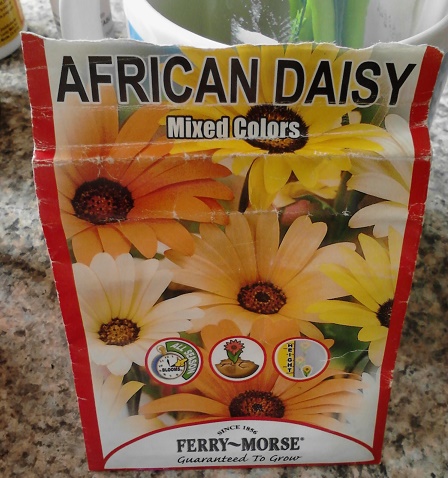 AFRICAN DAISY
Mixed Colors
ALL SEASON
BLOOMS
HEIGHT
SINCE 1856
FERRY~MORSE®
Guaranteed To Grow